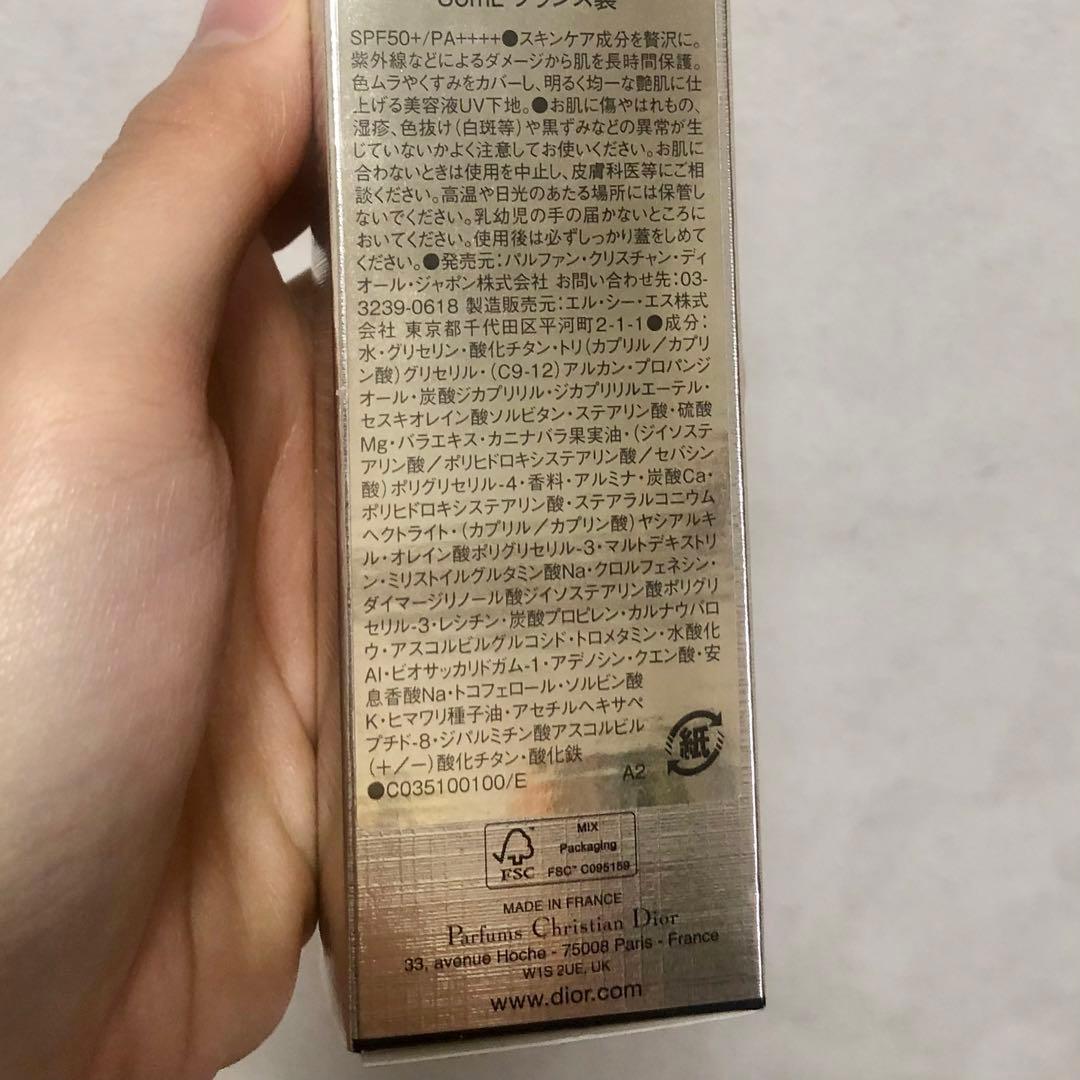 mL フランス製
SPF50+/PA++++●スキンケア成分を贅沢に。
紫外線などによるダメージから肌を長時間保護。
色ムラやくすみをカバーし、明るく均一な艶肌に仕
上げる美容液UV下地。●お肌に傷やはれもの、
湿疹、色抜け(白斑等)や黒ずみなどの異常が生
じていないかよく注意してお使いください。お肌に
合わないときは使用を中止し、皮膚科医等にご相
談ください。高温や日光のあたる場所には保管し
ないでください。乳幼児の手の届かないところに
おいてください。使用後は必ずしっかり蓋をしめて
ください。●発売元:パルファン・クリスチャン・ディ
オール・ジャポン株式会社 お問い合わせ先:03-
3239-0618 製造販売元:エル・シー・エス株式
会社 東京都千代田区平河町2-1-1●成分:
水・グリセリン・酸化チタン・トリ(カプリル/カプリ
ン酸)グリセリル・(C9-12)アルカン・プロパンジ
オール・炭酸ジカプリリル・ジカプリリルエーテル・
セスキオレイン酸ソルビタン・ステアリン酸・硫酸
Mg・バラエキス・カニナバラ果実油・(ジイソステ
アリン酸/ポリヒドロキシステアリン酸/セバシン
酸)ポリグリセリル-4・香料・アルミナ・炭酸Ca・
ポリヒドロキシステアリン酸・ステアラルコニウム
ヘクトライト・(カプリル/カプリン酸)ヤシアルキ
ル・オレイン酸ポリグリセリル-3・マルトデキストリ
ン・ミリストイルグルタミン酸Na・クロルフェネシン・
ダイマージリノール酸ジイソステアリン酸ポリグリ
セリル-3・レシチン・炭酸プロピレン・カルナウバロ
ウ・アスコルビルグルコシド・トロメタミン・水酸化
Al・ビオサッカリドガム-1・アデノシン・クエン酸・安
息香酸Na・トコフェロール・ソルビン酸
K・ヒマワリ種子油・アセチルヘキサペ
プチド-8・ジパルミチン酸アスコルビル
(+/-)酸化チタン・酸化鉄
●C035100100/E
A2
紙
FSC™
MIX
Packaging
FSC™ C095159
MADE IN FRANCE
Parfums Christian Dior
33, avenue Hoche - 75008 Paris - France
W1S 2UE, UK
www.dior.com